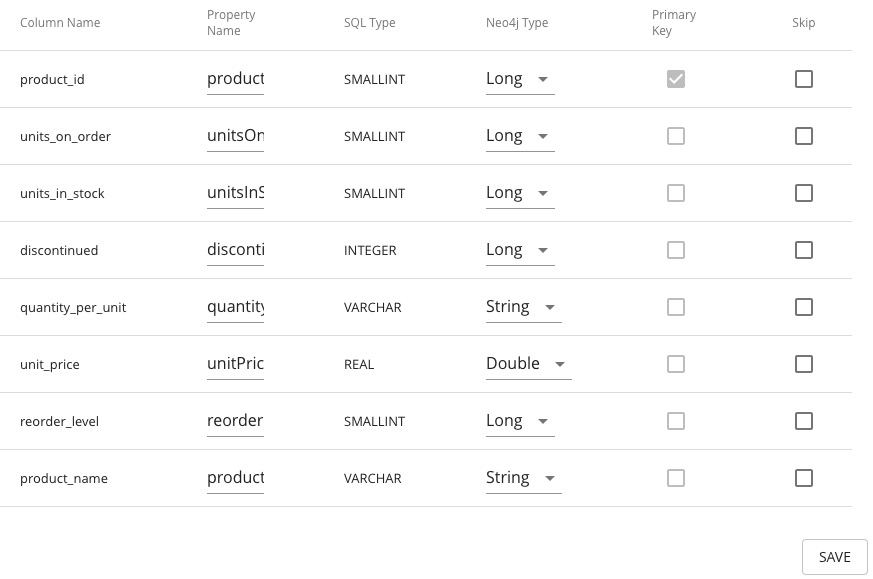 Column Name Property Name SQL Type Neo4j Type Primary Key Skip
product_id product SMALLINT Long
units_on_order unitsOn SMALLINT Long
units_in_stock unitsInS SMALLINT Long
discontinued disconti INTEGER Long
quantity_per_unit quantity VARCHAR String
unit_price unitPric REAL Double
reorder_level reorder SMALLINT Long
product_name product VARCHAR String
SAVE